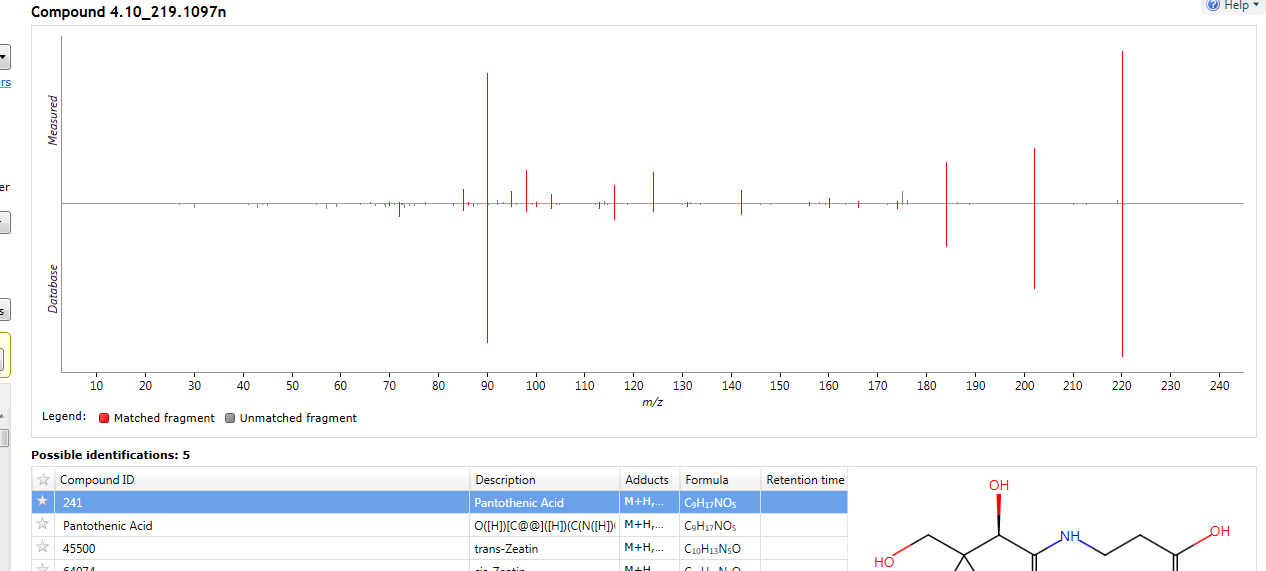 Compound 4.10_219.1097n
Help
rs
er
s
Measured
Database
10 20 30 40 50 60 70 80 90 100 110 120 130 140 150 160 170 180 190 200 210 220 230 240
m/z
Legend: Matched fragment Unmatched fragment
Possible identifications: 5
Compound ID Description Adducts Formula Retention time
241 Pantothenic Acid M+H,... C₉H₁₇NO₅
Pantothenic Acid O([H])[C@@]([H])(C(N([H])( M+H,... C₉H₁₇NO₅
45500 trans-Zeatin M+H,... C₁₀H₁₃N₅O
OH
NH
OH
HO